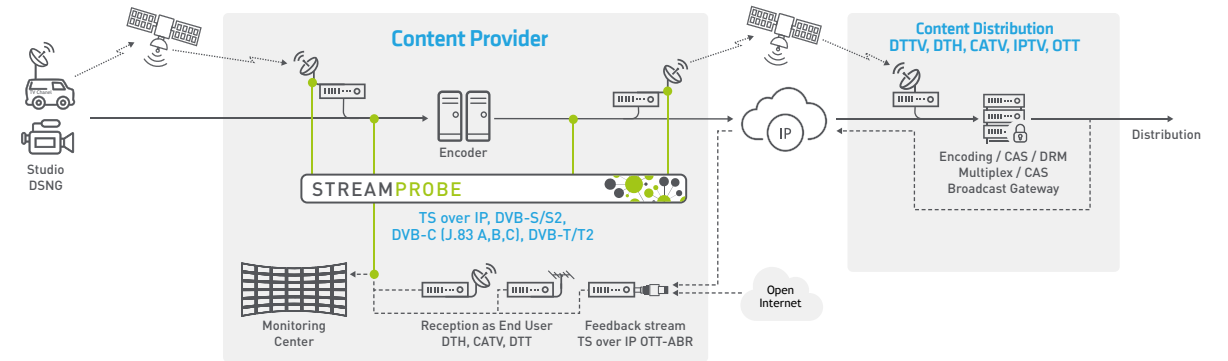 Content Provider
Content Distribution
DTTV, DTH, CATV, IPTV, OTT
TV Channel
Studio
DSNG
Encoder
IP
Distribution
Encoding / CAS / DRM
Multiplex / CAS
Broadcast Gateway
STREAMPROBE
TS over IP, DVB-S/S2,
DVB-C (J.83 A,B,C), DVB-T/T2
Open
Internet
Monitoring
Center
Reception as End User
DTH, CATV, DTT
Feedback stream
TS over IP OTT-ABR